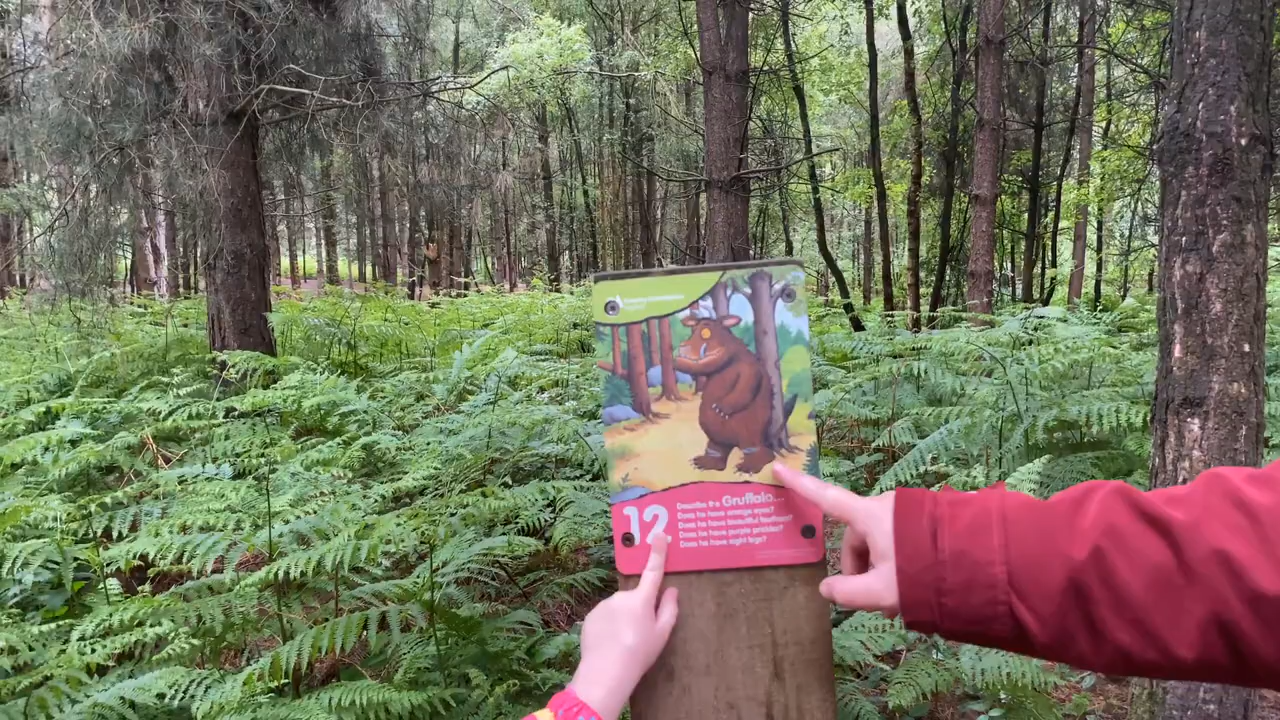 12
Describe the Gruffalo...
Does he have orange eyes?
Does he have beautiful feathers?
Does he have purple prickles?
Does he have eight legs?